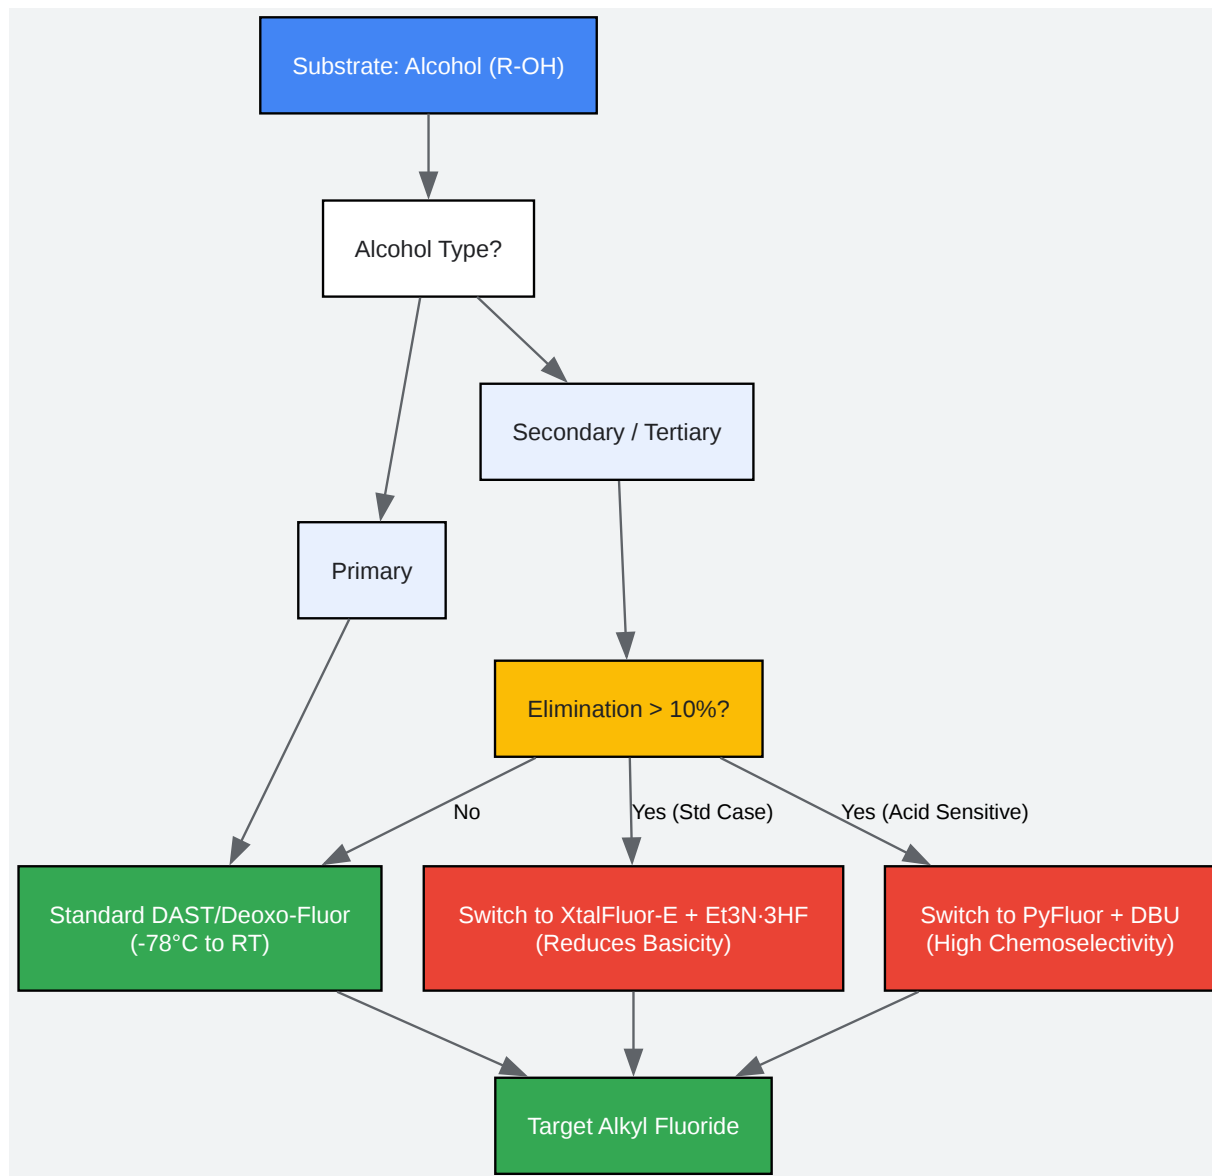 Substrate: Alcohol (R-OH)
Alcohol Type?
Secondary / Tertiary
Primary
Elimination > 10%?
No
Yes (Std Case)
Yes (Acid Sensitive)
Standard DAST/Deoxo-Fluor
(-78°C to RT)
Switch to XtalFluor-E + Et3N·3HF
(Reduces Basicity)
Switch to PyFluor + DBU
(High Chemoselectivity)
Target Alkyl Fluoride